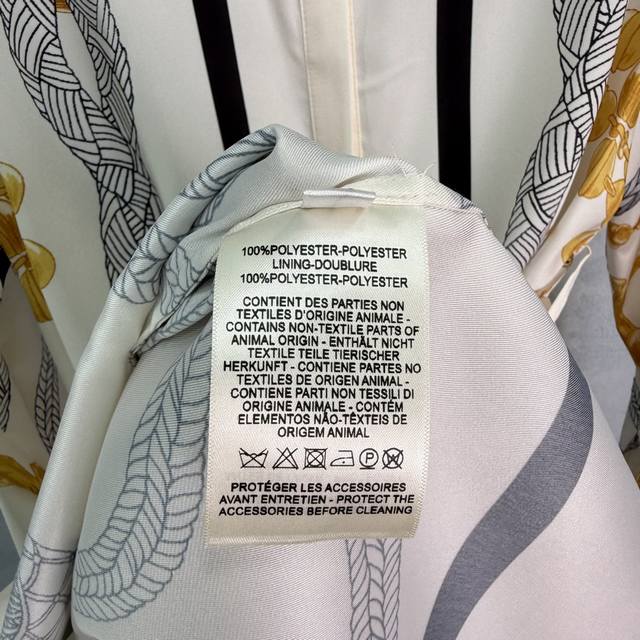 100%POLYESTER-POLYESTER
LINING-DOUBLURE
100%POLYESTER-POLYESTER
CONTIENT DES PARTIES NON
TEXTILES D'ORIGINE ANIMALE -
CONTAINS NON-TEXTILE PARTS OF
ANIMAL ORIGIN - ENTHÄLT NICHT
TEXTILE TEILE TIERISCHER
HERKUNFT - CONTIENE PARTES NO
TEXTILES DE ORIGEN ANIMAL -
CONTIENE PARTI NON TESSILI DI
ORIGINE ANIMALE - CONTÉM
ELEMENTOS NÃO-TÊXTEIS DE
ORIGEM ANIMAL
P
PROTÉGER LES ACCESSOIRES
AVANT ENTRETIEN - PROTECT THE
ACCESSORIES BEFORE CLEANING